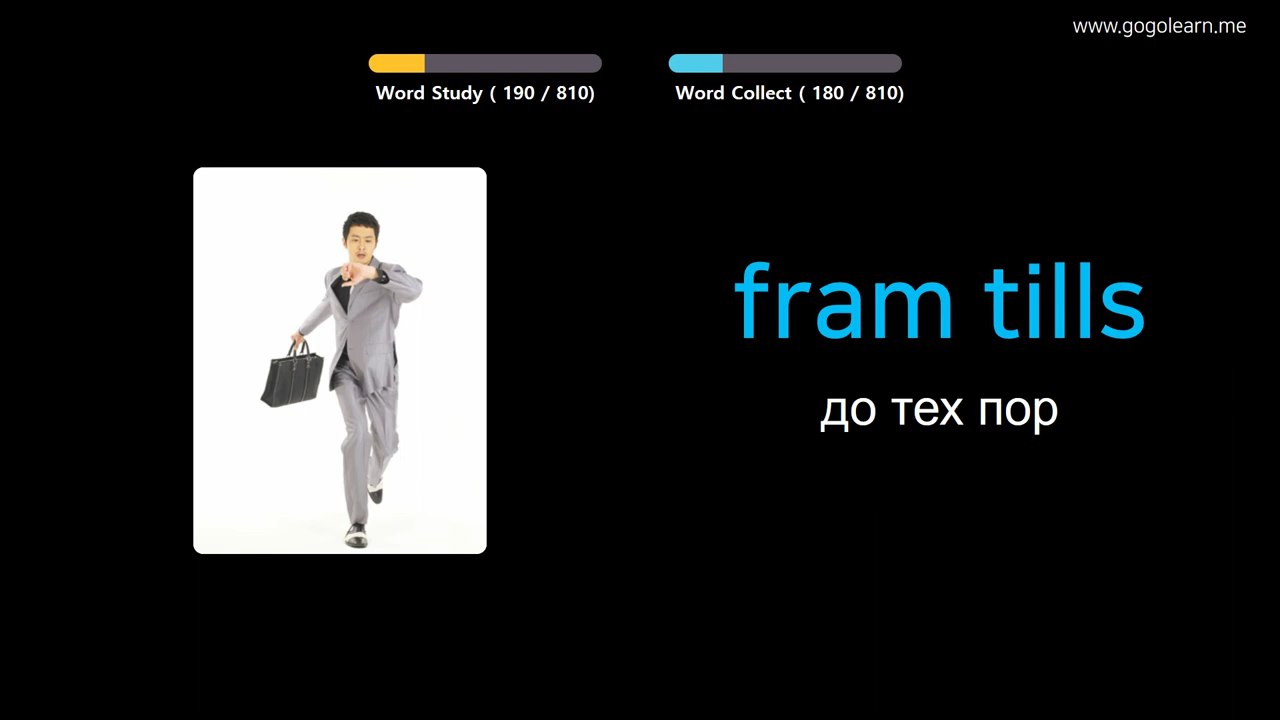 www.gogolearn.me
Word Study ( 190 / 810)
Word Collect ( 180 / 810)
fram tills
до тех пор